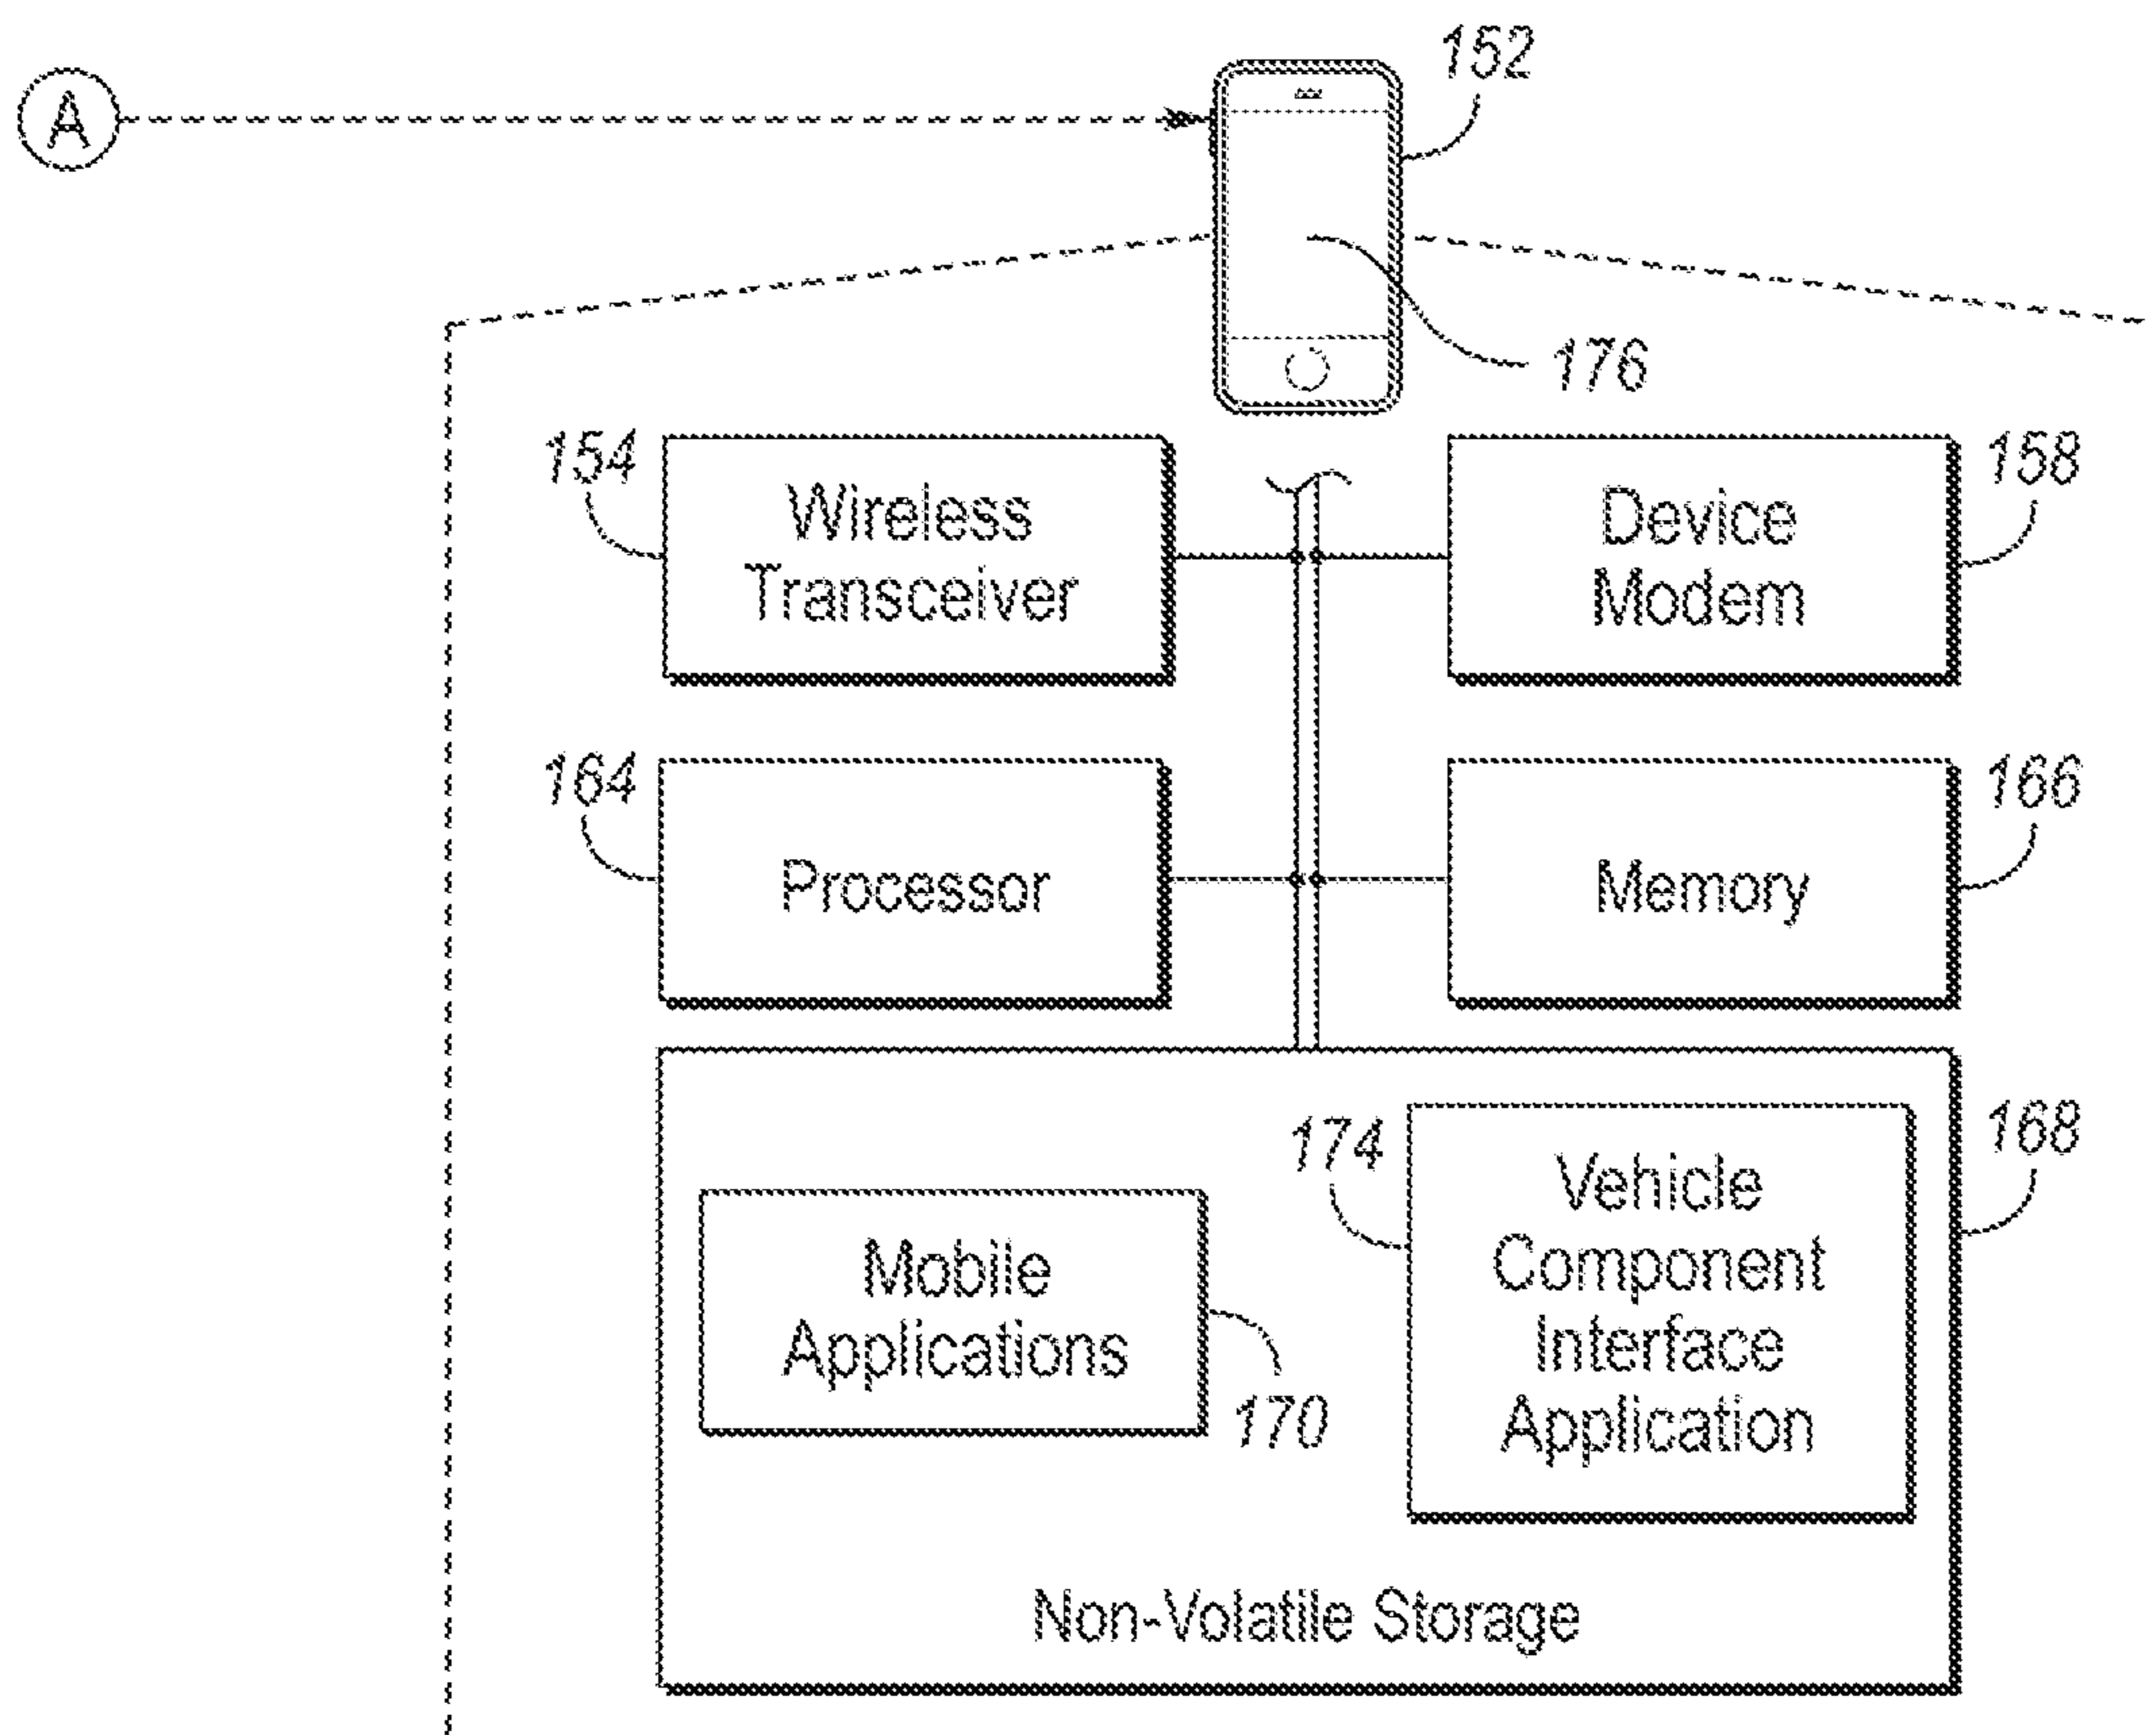 A
152
176
154
Wireless
Transceiver
Device
Modem
158
164
Processor
Memory
166
Mobile
Applications
170
174
Vehicle
Component
Interface
Application
168
Non-Volatile Storage